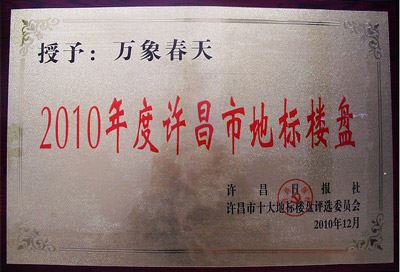 授予：万象春天
2010年度许昌市地标楼盘
许昌日报社
许昌市十大地标楼盘评选委员会
2010年12月